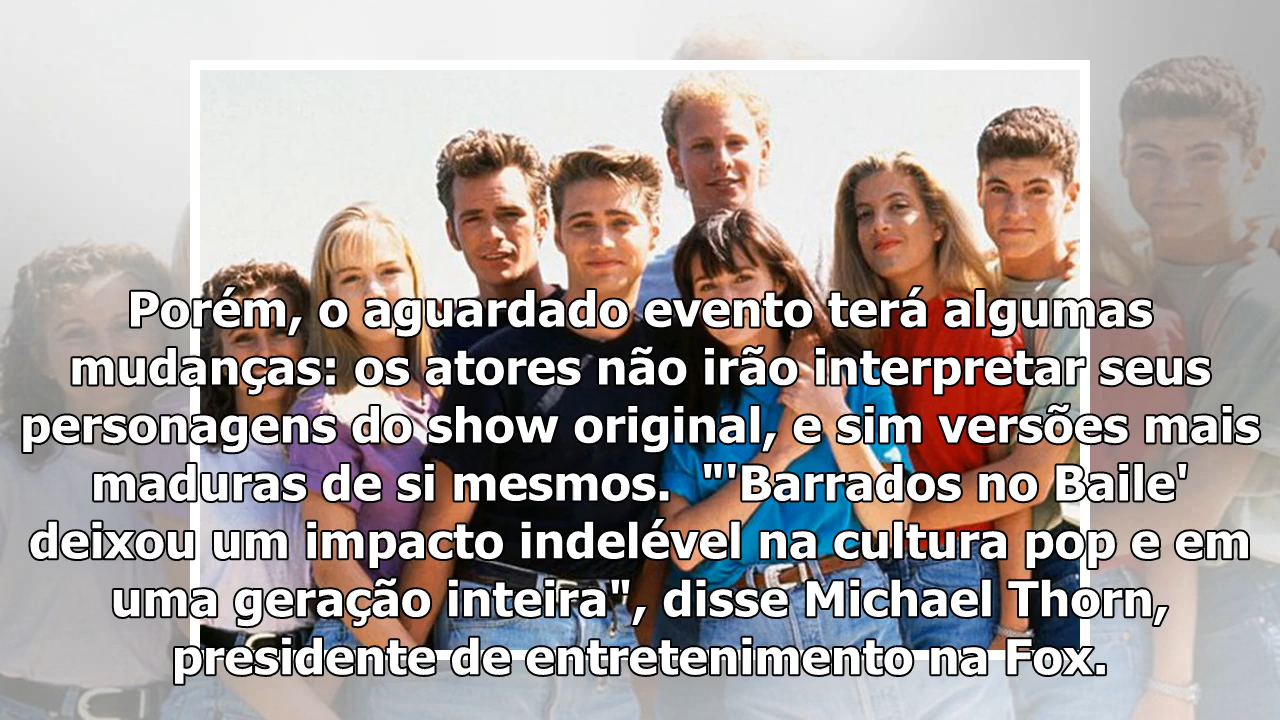 Porém, o aguardado evento terá algumas
mudanças: os atores não irão interpretar seus
personagens do show original, e sim versões mais
maduras de si mesmos.  "'Barrados no Baile'
deixou um impacto indelével na cultura pop e em
uma geração inteira", disse Michael Thorn,
presidente de entretenimento na Fox.